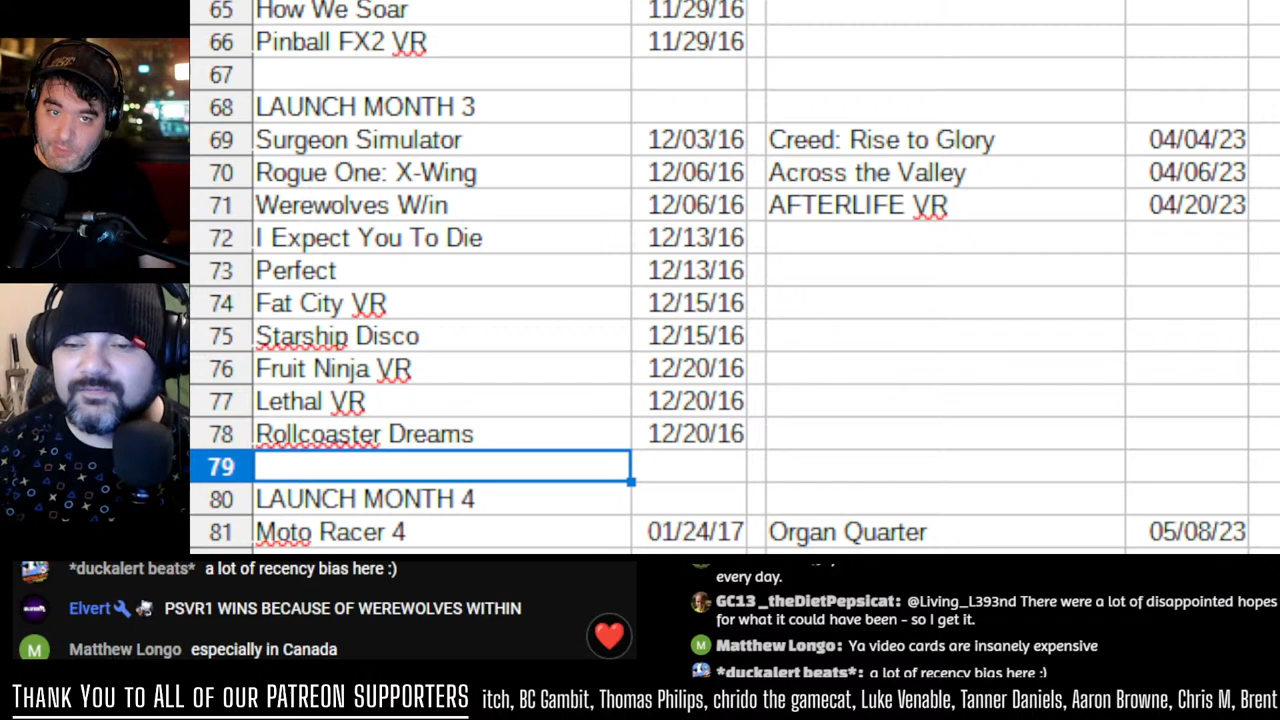 65 How We Soar 11/29/16
66 Pinball FX2 VR 11/29/16
67
68 LAUNCH MONTH 3
69 Surgeon Simulator 12/03/16 Creed: Rise to Glory 04/04/23
70 Rogue One: X-Wing 12/06/16 Across the Valley 04/06/23
71 Werewolves W/in 12/06/16 AFTERLIFE VR 04/20/23
72 I Expect You To Die 12/13/16
73 Perfect 12/13/16
74 Fat City VR 12/15/16
75 Starship Disco 12/15/16
76 Fruit Ninja VR 12/20/16
77 Lethal VR 12/20/16
78 Rollcoaster Dreams 12/20/16
79
80 LAUNCH MONTH 4
81 Moto Racer 4 01/24/17 Organ Quarter 05/08/23
*duckalert beats* a lot of recency bias here :)
Elvert PSVR1 WINS BECAUSE OF WEREWOLVES WITHIN
M Matthew Longo especially in Canada
every day.
GC13_theDietPepsicat: @Living_L393nd There were a lot of disappointed hopes
for what it could have been - so I get it.
M Matthew Longo: Ya video cards are insanely expensive
*duckalert beats*: a lot of recency bias here :)
THANK YOU TO ALL OF OUR PATREON SUPPORTERS itch, BC Gambit, Thomas Philips, chrido the gamecat, Luke Venable, Tanner Daniels, Aaron Browne, Chris M, Brent